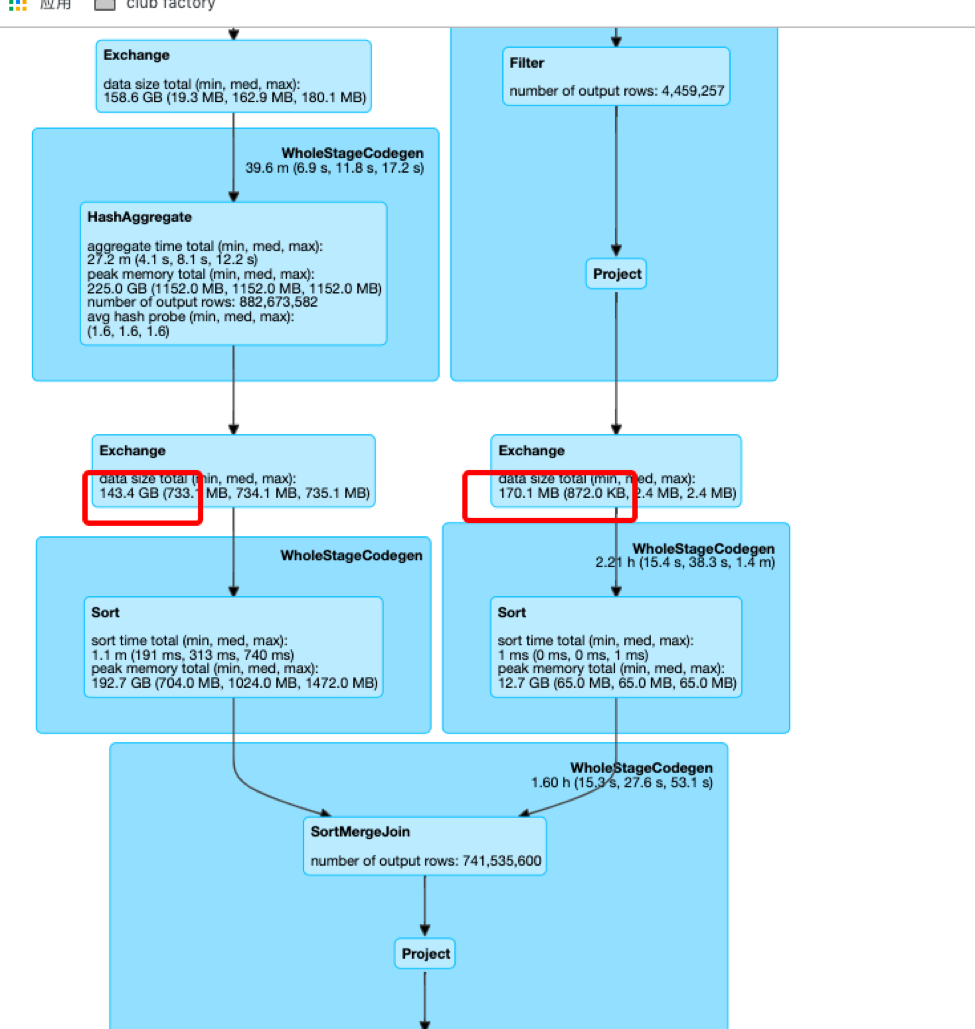 应用 club factory
Exchange
data size total (min, med, max):
158.6 GB (19.3 MB, 162.9 MB, 180.1 MB)
Filter
number of output rows: 4,459,257
WholeStageCodegen
39.6 m (6.9 s, 11.8 s, 17.2 s)
HashAggregate
aggregate time total (min, med, max):
27.2 m (4.1 s, 8.1 s, 12.2 s)
peak memory total (min, med, max):
225.0 GB (1152.0 MB, 1152.0 MB, 1152.0 MB)
number of output rows: 882,673,582
avg hash probe (min, med, max):
(1.6, 1.6, 1.6)
Project
Exchange
data size total (min, med, max):
143.4 GB (733.1 MB, 734.1 MB, 735.1 MB)
Exchange
data size total (min, med, max):
170.1 MB (872.0 KB, 2.4 MB, 2.4 MB)
WholeStageCodegen
Sort
sort time total (min, med, max):
1.1 m (191 ms, 313 ms, 740 ms)
peak memory total (min, med, max):
192.7 GB (704.0 MB, 1024.0 MB, 1472.0 MB)
WholeStageCodegen
2.21 h (15.4 s, 38.3 s, 1.4 m)
Sort
sort time total (min, med, max):
1 ms (0 ms, 0 ms, 1 ms)
peak memory total (min, med, max):
12.7 GB (65.0 MB, 65.0 MB, 65.0 MB)
WholeStageCodegen
1.60 h (15.3 s, 27.6 s, 53.1 s)
SortMergeJoin
number of output rows: 741,535,600
Project